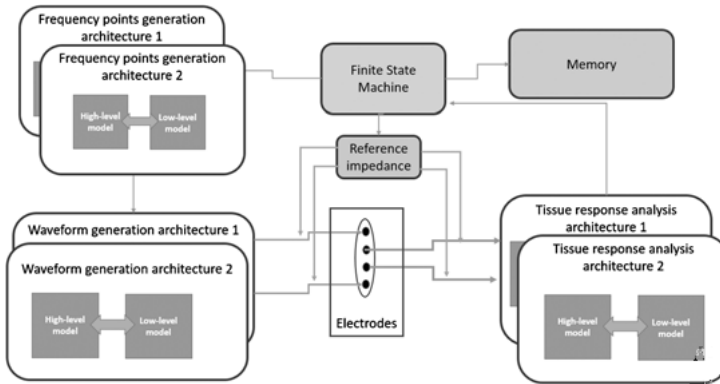 Frequency points generation
architecture 1
Frequency points generation
architecture 2
High-level
model
Low-level
model
Finite State
Machine
Memory
Reference
impedance
Waveform generation architecture 1
Waveform generation architecture 2
High-level
model
Low-level
model
Electrodes
Tissue response analysis
architecture 1
Tissue response analysis
architecture 2
High-level
model
Low-level
model